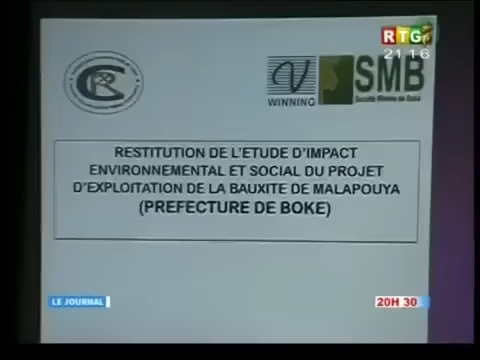 RTG
21:16
WINNING
SMB
RESTITUTION DE L'ETUDE D'IMPACT
ENVIRONNEMENTAL ET SOCIAL DU PROJET
D'EXPLOITATION DE LA BAUXITE DE MALAPOUYA
(PREFECTURE DE BOKE)
LE JOURNAL
20H 30